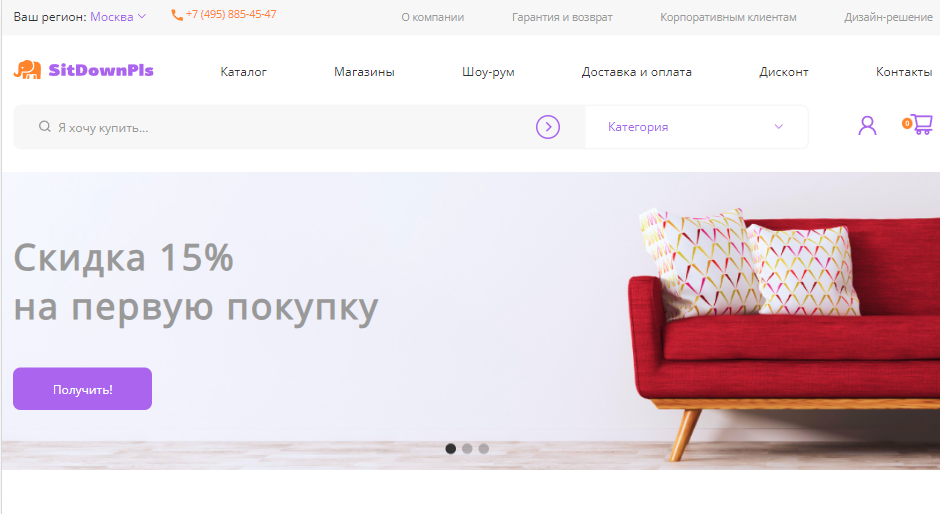 Ваш регион: Москва +7 (495) 885-45-47 О компании Гарантия и возврат Корпоративным клиентам Дизайн-решение
SitDownPls Каталог Магазины Шоу-рум Доставка и оплата Дисконт Контакты
Я хочу купить... Категория 0
Скидка 15%
на первую покупку
Получить!